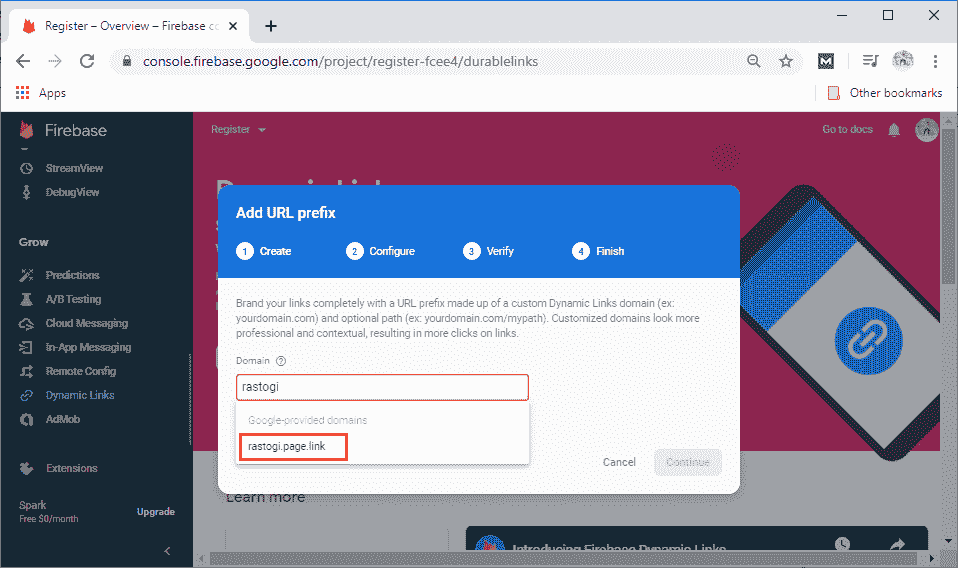 Register – Overview – Firebase co
console.firebase.google.com/project/register-fcee4/durablelinks
Apps
Other bookmarks
Firebase
Register
Go to docs
StreamView
DebugView
Grow
Predictions
A/B Testing
Cloud Messaging
In-App Messaging
Remote Config
Dynamic Links
AdMob
Extensions
Spark
Free $0/month
Upgrade
Add URL prefix
1 Create
2 Configure
3 Verify
4 Finish
Brand your links completely with a URL prefix made up of a custom Dynamic Links domain (ex:
yourdomain.com) and optional path (ex: yourdomain.com/mypath). Customized domains look more
professional and contextual, resulting in more clicks on links.
Domain
rastogi
Google-provided domains
rastogi.page.link
Cancel
Continue
Learn more
Introducing Firebase Dynamic Links